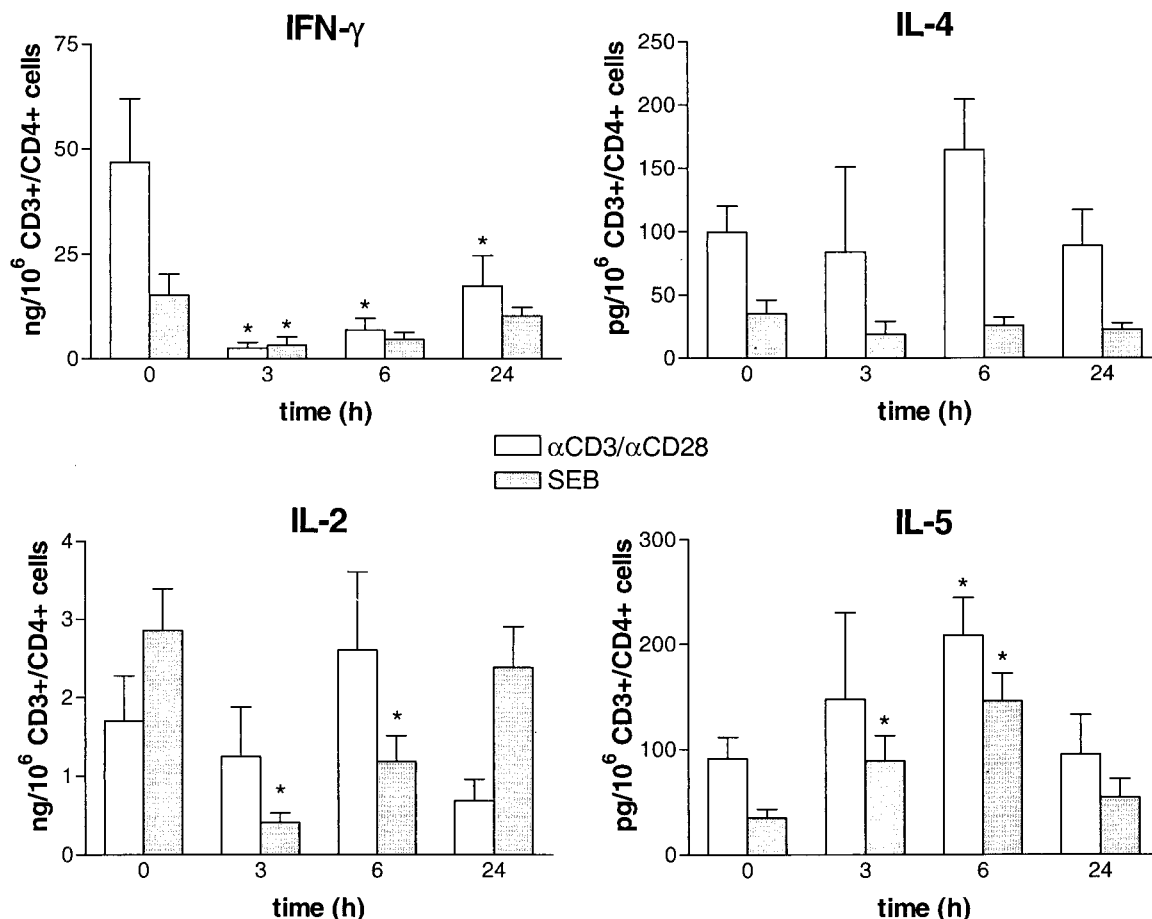 IFN-γ
ng/10⁶ CD3+/CD4+ cells
75
50
25
0
* * * *
0 3 6 24
time (h)
IL-4
pg/10⁶ CD3+/CD4+ cells
250
200
150
100
50
0
0 3 6 24
time (h)
αCD3/αCD28
SEB
IL-2
ng/10⁶ CD3+/CD4+ cells
4
3
2
1
0
* *
0 3 6 24
time (h)
IL-5
pg/10⁶ CD3+/CD4+ cells
300
200
100
0
* * *
0 3 6 24
time (h)